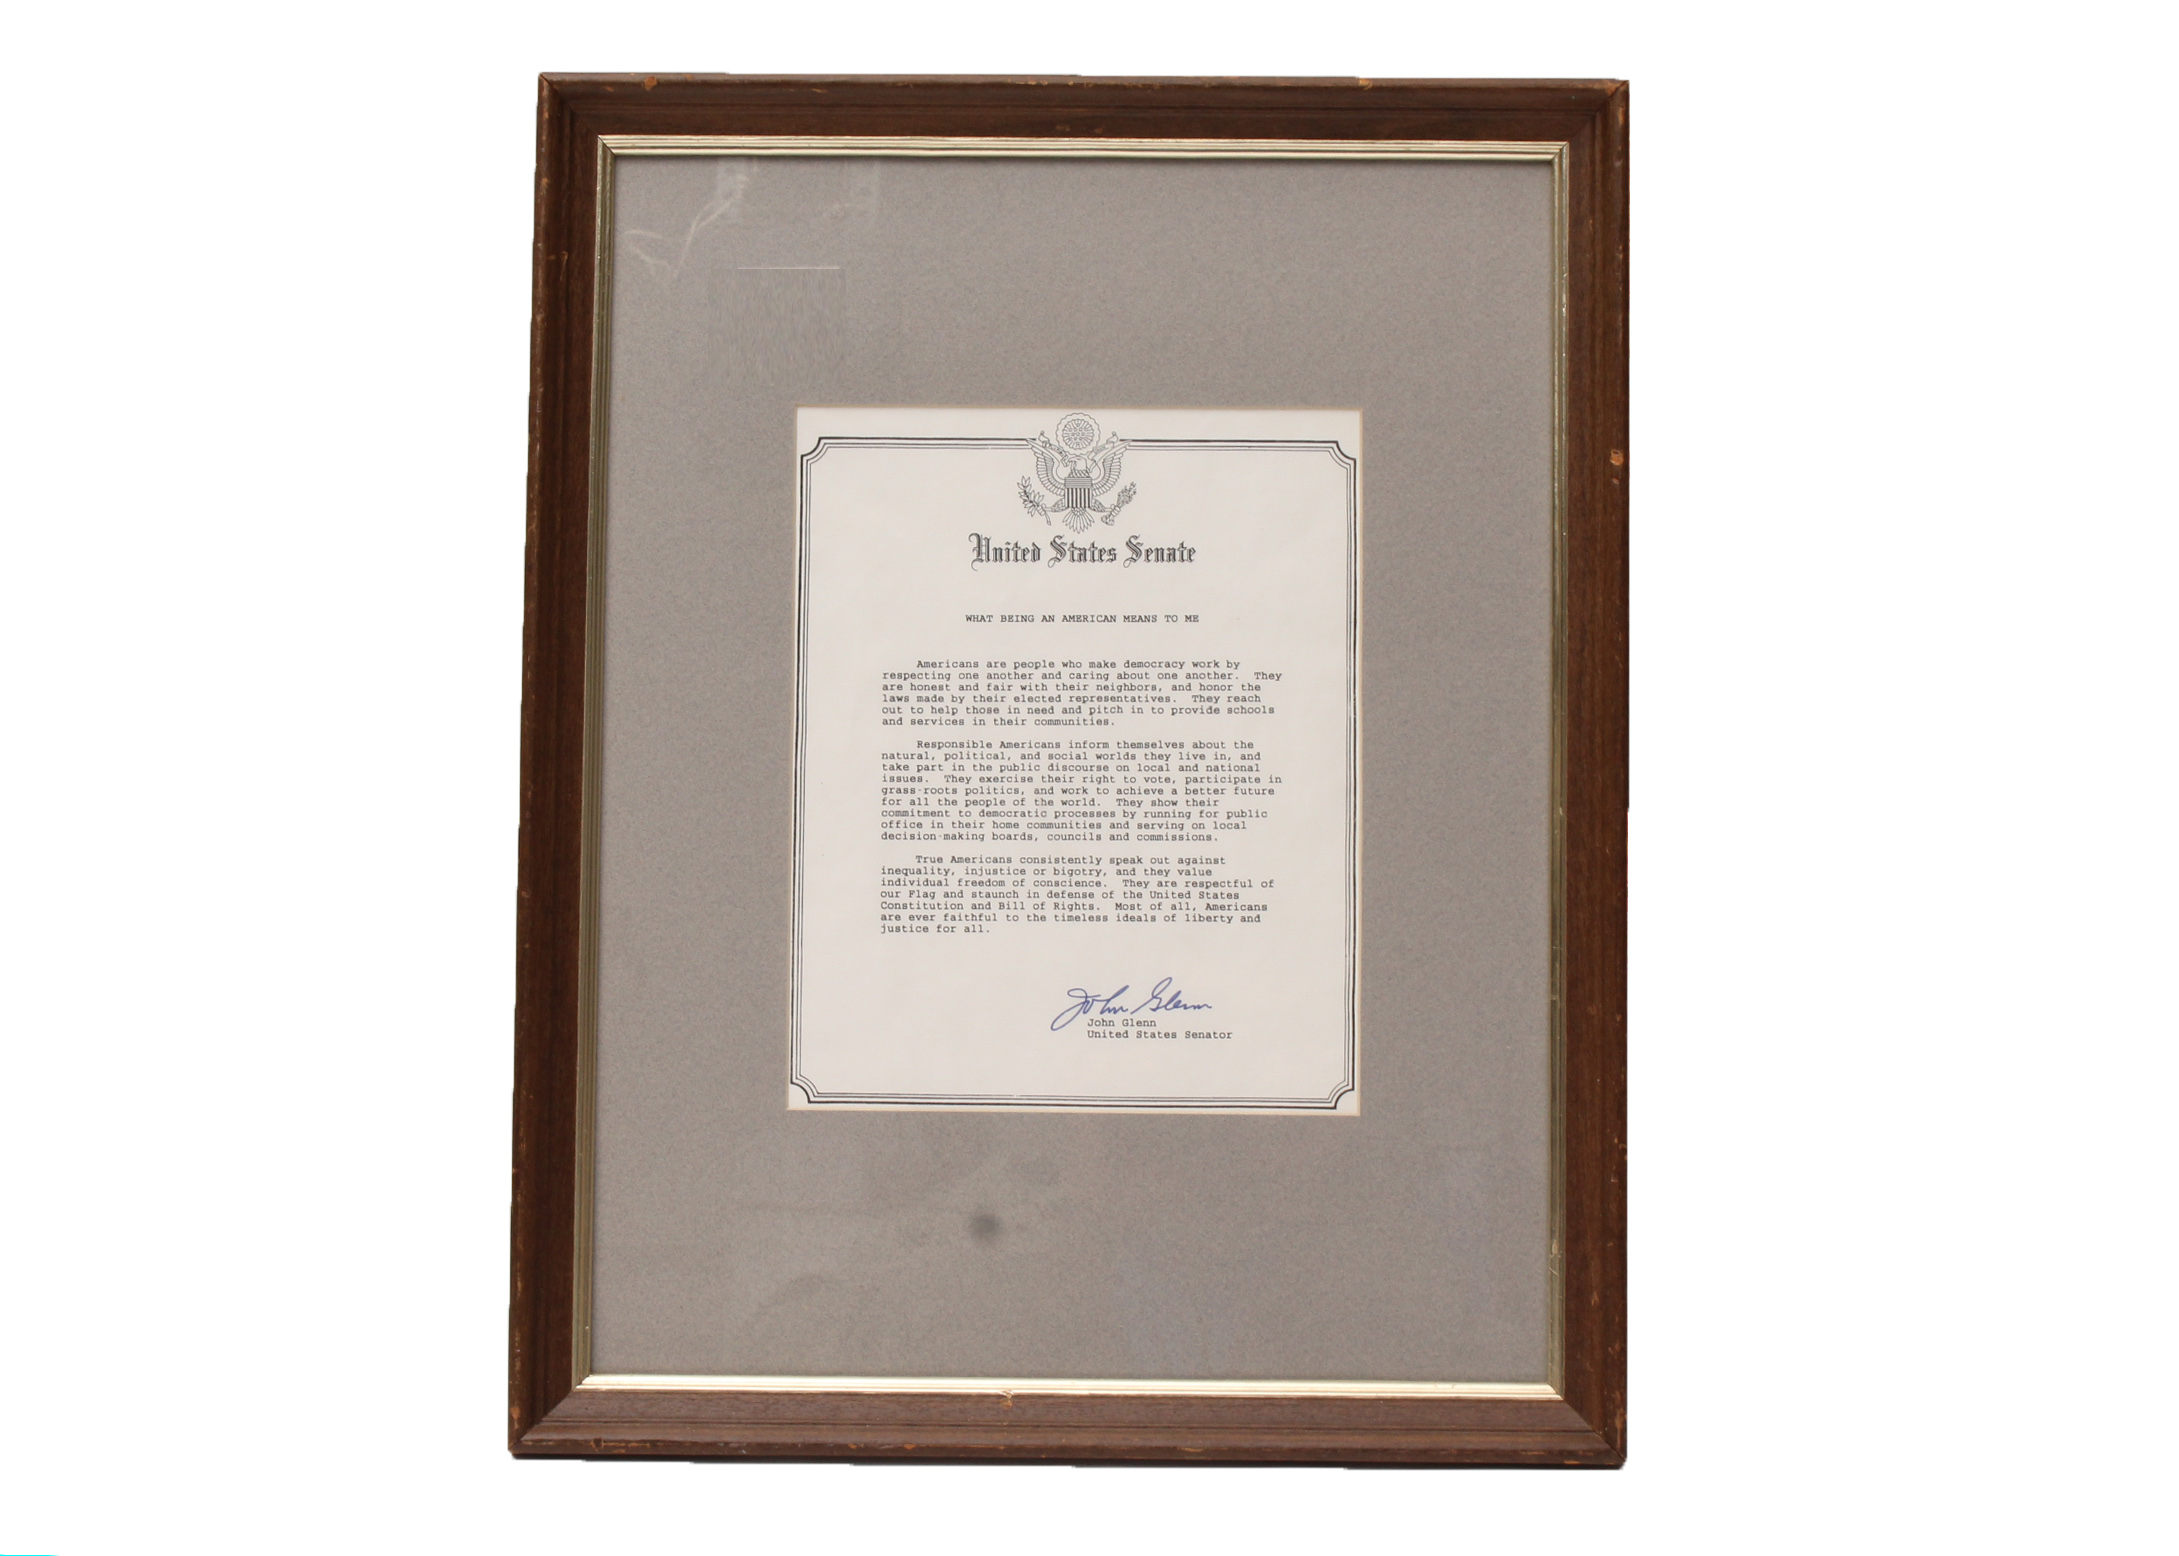 United States Senate
WHAT BEING AN AMERICAN MEANS TO ME
Americans are people who make democracy work by
respecting one another and caring about one another. They
are honest and fair with their neighbors, and honor the
laws made by their elected representatives. They reach
out to help those in need and pitch in to provide schools
and services in their communities.
Responsible Americans inform themselves about the
natural, political, and social worlds they live in, and
take part in the public discourse on local and national
issues. They exercise their right to vote, participate in
grass-roots politics, and work to achieve a better future
for all the people of the world. They show their
commitment to democratic processes by running for public
office in their home communities and serving on local
decision-making boards, councils and commissions.
True Americans consistently speak out against
inequality, injustice or bigotry, and they value
individual freedom of conscience. They are respectful of
our Flag and staunch in defense of the United States
Constitution and Bill of Rights. Most of all, Americans
are ever faithful to the timeless ideals of liberty and
justice for all.
John Glenn
John Glenn
United States Senator